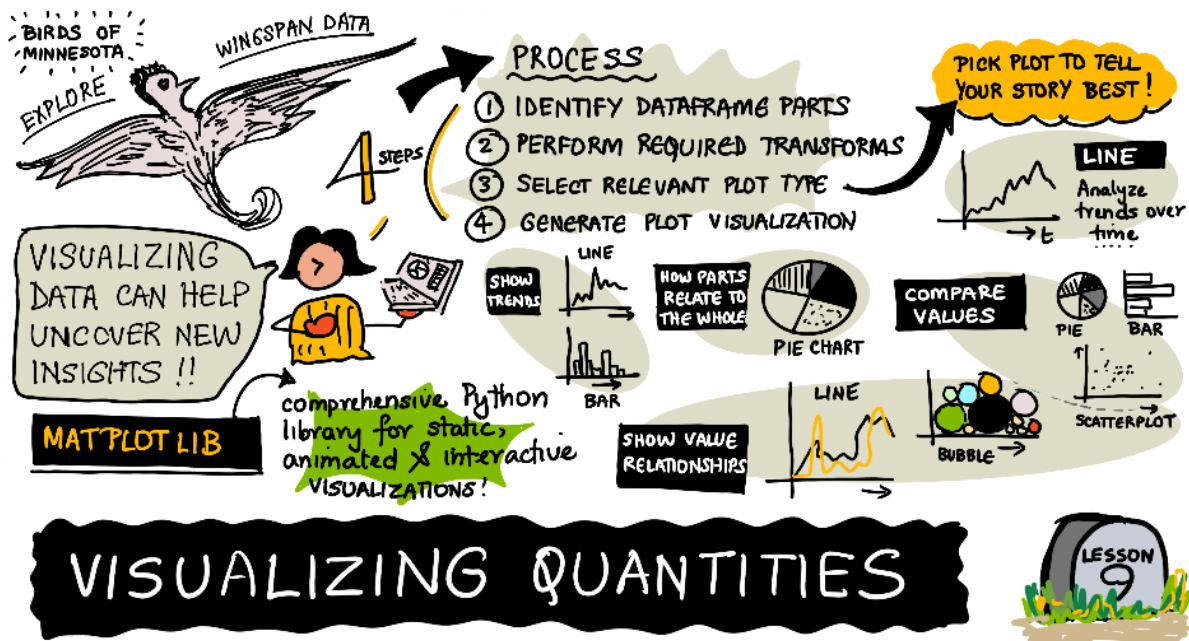 BIRDS OF
MINNESOTA
EXPLORE
WINGSPAN DATA
4 STEPS
PROCESS
1 IDENTIFY DATAFRAME PARTS
2 PERFORM REQUIRED TRANSFORMS
3 SELECT RELEVANT PLOT TYPE
4 GENERATE PLOT VISUALIZATION
PICK PLOT TO TELL
YOUR STORY BEST!
LINE
Analyze
trends over
time
t
VISUALIZING
DATA CAN HELP
UNCOVER NEW
INSIGHTS !!
SHOW
TRENDS
LINE
BAR
HOW PARTS
RELATE TO
THE WHOLE
PIE CHART
COMPARE
VALUES
PIE
BAR
SCATTERPLOT
MATPLOT LIB
comprehensive Python
library for static,
animated & interactive
VISUALIZATIONS!
SHOW VALUE
RELATIONSHIPS
LINE
BUBBLE
VISUALIZING QUANTITIES
LESSON
9